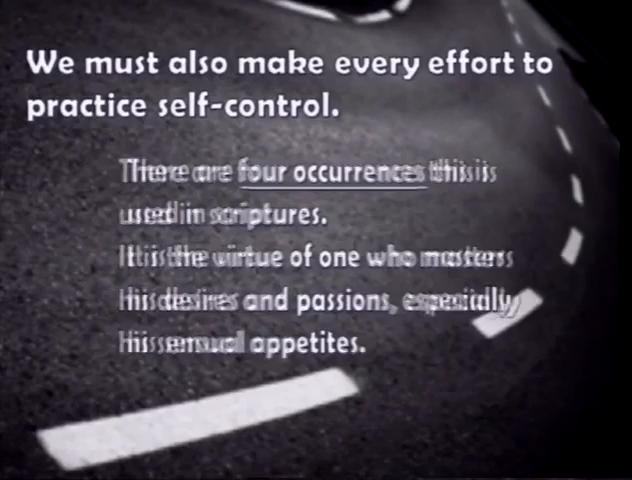 We must also make every effort to
practice self-control.
There are four occurrences this is
used in scriptures.
It is the virtue of one who masters
His desires and passions, especially
His sensual appetites.